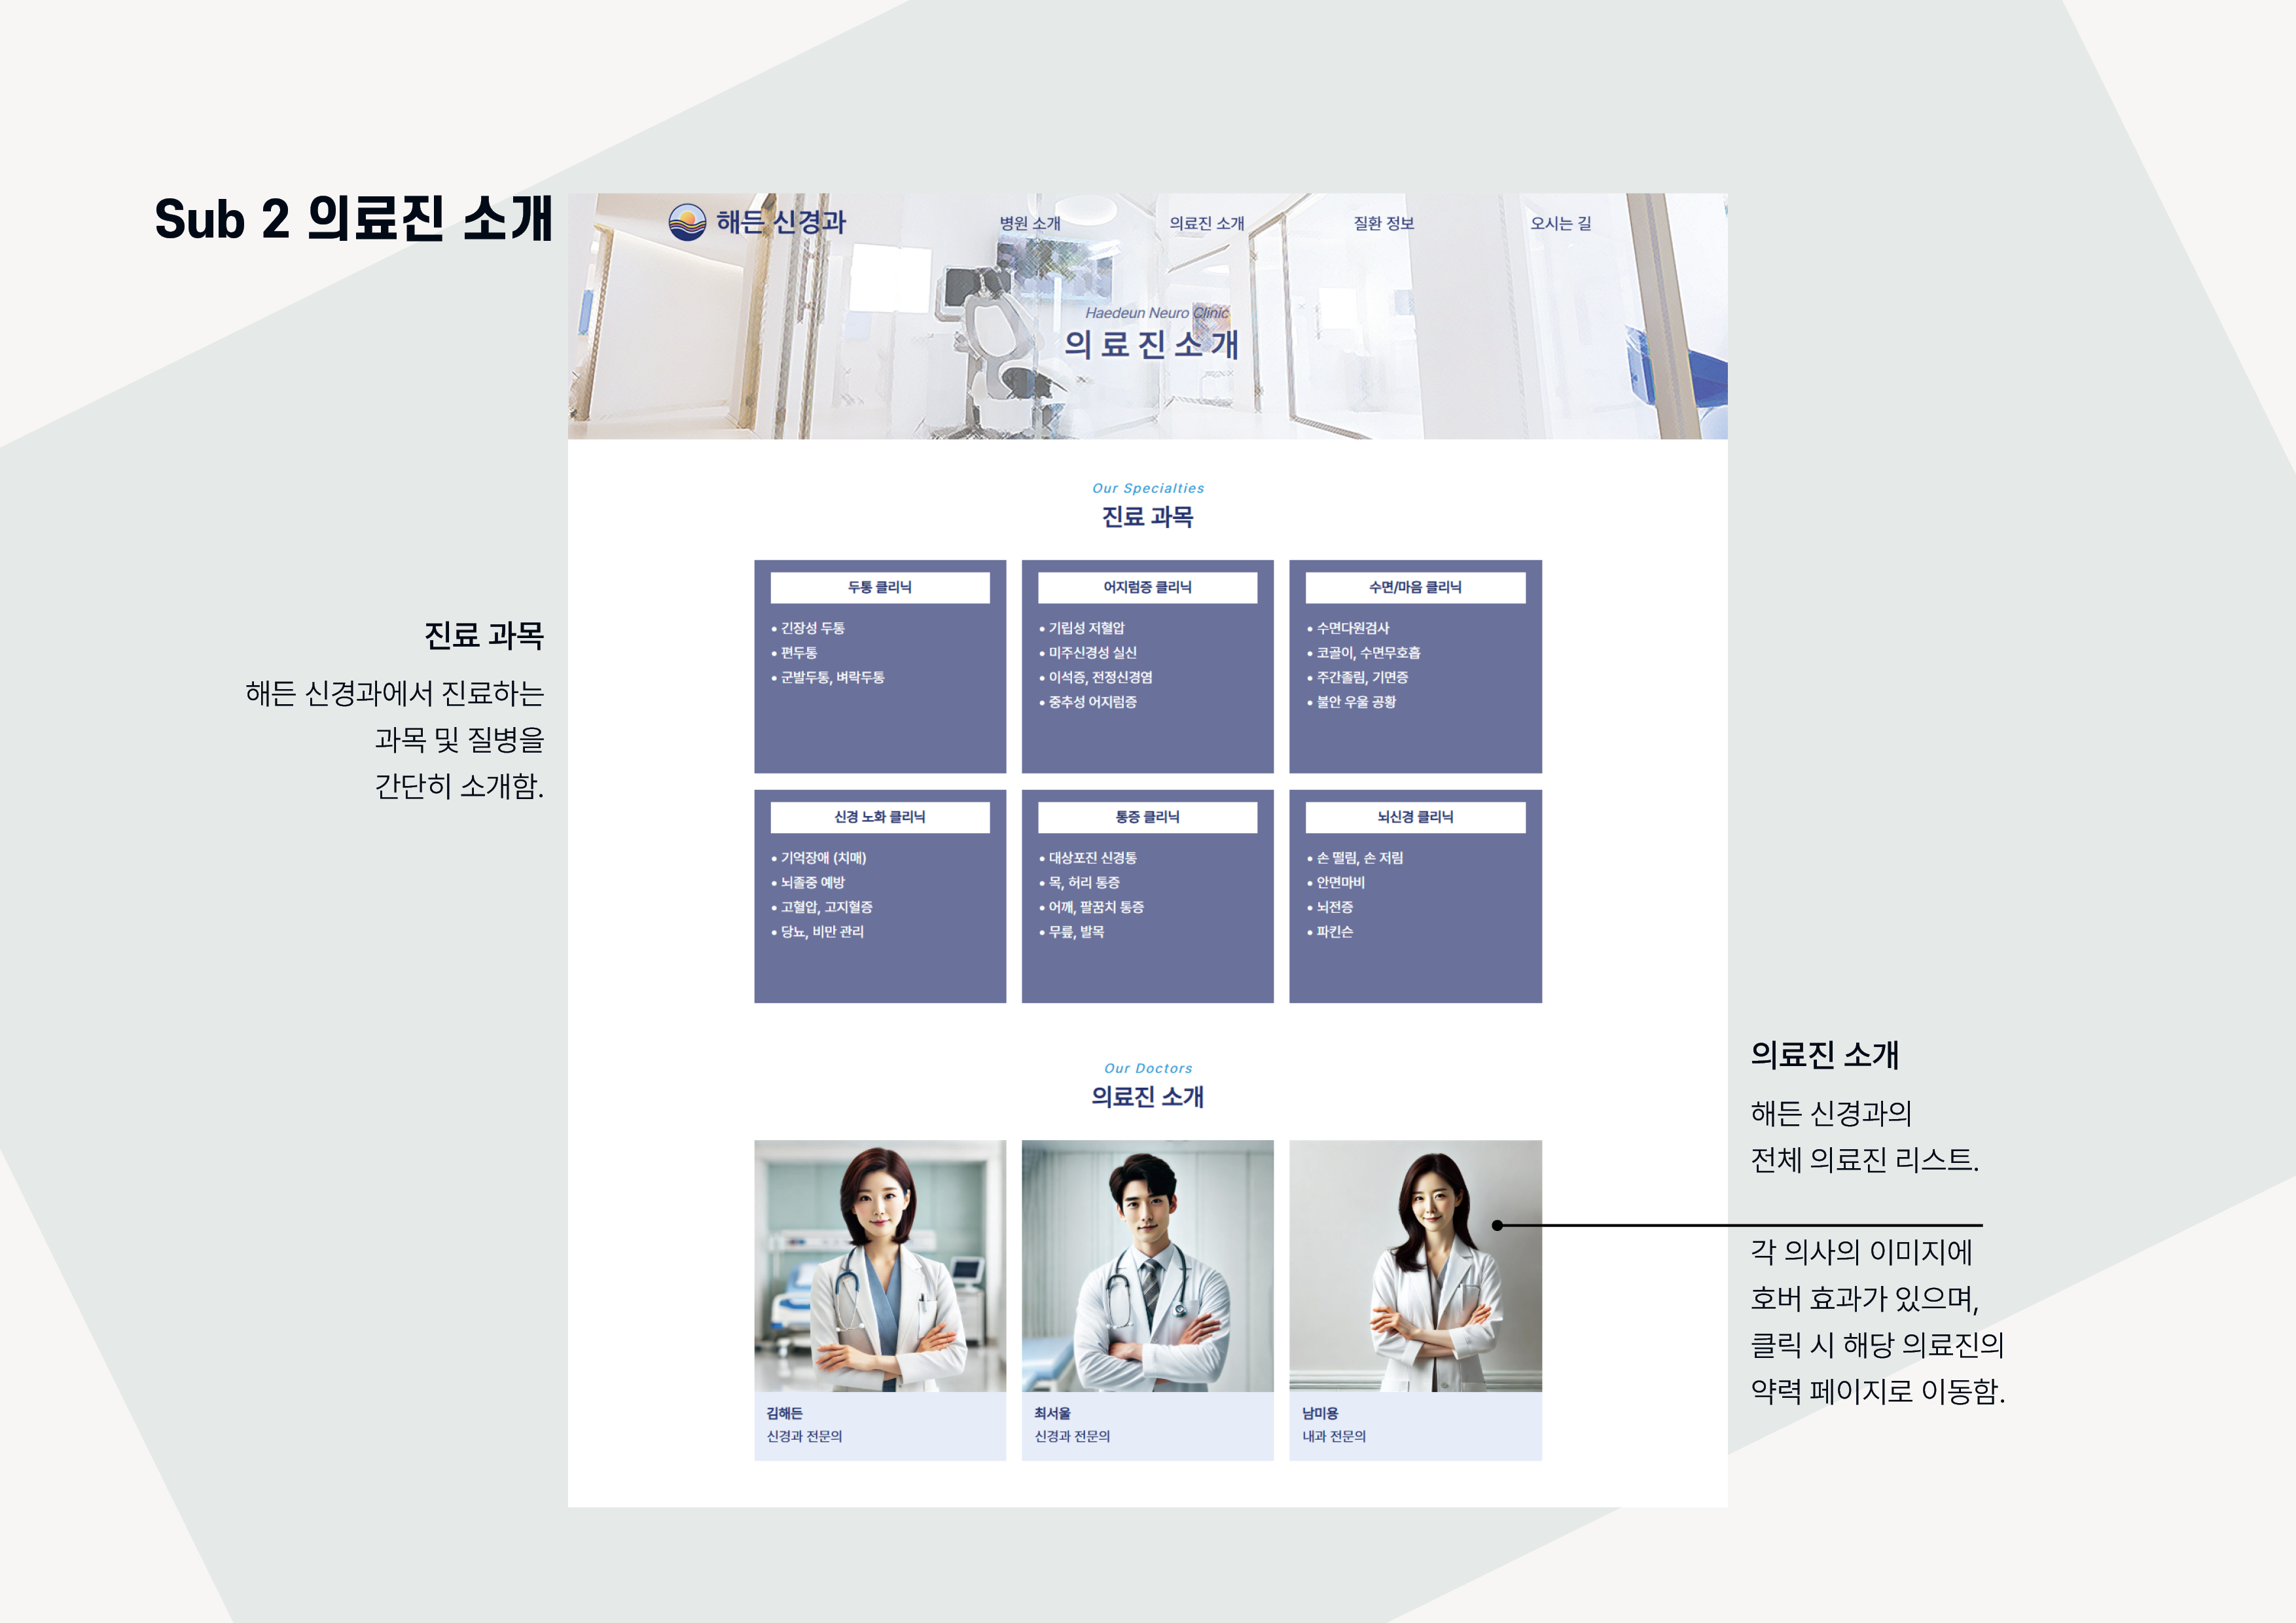 Sub 2 의료진 소개
해든 신경과
병원 소개
의료진 소개
질환 정보
오시는 길
Haedeun Neuro Clinic
의료진소개
Our Specialties
진료 과목
두통 클리닉
• 긴장성 두통
• 편두통
• 군발두통, 벼락두통
어지럼증 클리닉
• 기립성 저혈압
• 미주신경성 실신
• 이석증, 전정신경염
• 중추성 어지럼증
수면/마음 클리닉
• 수면다원검사
• 코골이, 수면무호흡
• 주간졸림, 기면증
• 불안 우울 공황
신경 노화 클리닉
• 기억장애 (치매)
• 뇌졸중 예방
• 고혈압, 고지혈증
• 당뇨, 비만 관리
통증 클리닉
• 대상포진 신경통
• 목, 허리 통증
• 어깨, 팔꿈치 통증
• 무릎, 발목
뇌신경 클리닉
• 손 떨림, 손 저림
• 안면마비
• 뇌전증
• 파킨슨
진료 과목
해든 신경과에서 진료하는
과목 및 질병을
간단히 소개함.
Our Doctors
의료진 소개
김해든
신경과 전문의
최서울
신경과 전문의
남미용
내과 전문의
의료진 소개
해든 신경과의
전체 의료진 리스트.
각 의사의 이미지에
호버 효과가 있으며,
클릭 시 해당 의료진의
약력 페이지로 이동함.